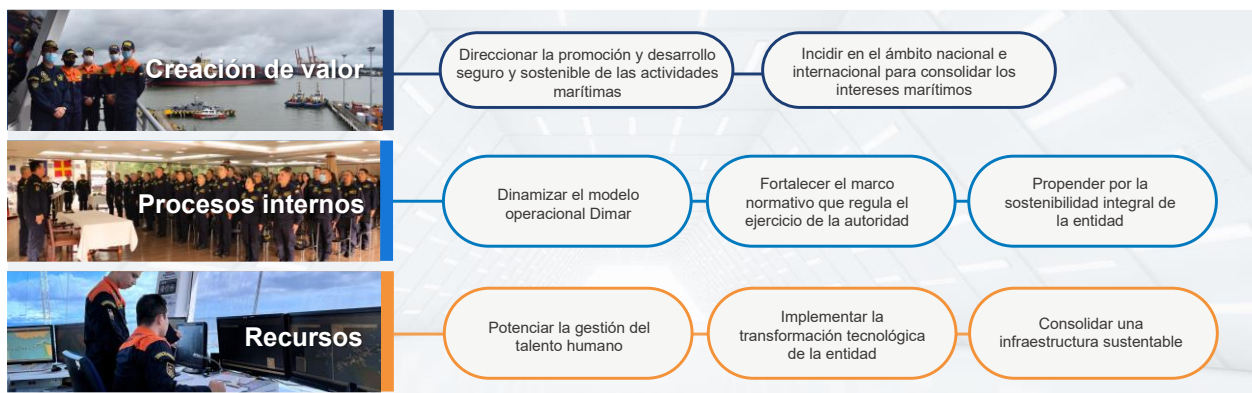 Creación de valor
Direccionar la promoción y desarrollo
seguro y sostenible de las actividades
marítimas
Incidir en el ámbito nacional e
internacional para consolidar los
intereses marítimos
Procesos internos
Dinamizar el modelo
operacional Dimar
Fortalecer el marco
normativo que regula el
ejercicio de la autoridad
Propender por la
sostenibilidad integral de
la entidad
Recursos
Potenciar la gestión del
talento humano
Implementar la
transformación tecnológica
de la entidad
Consolidar una
infraestructura sustentable